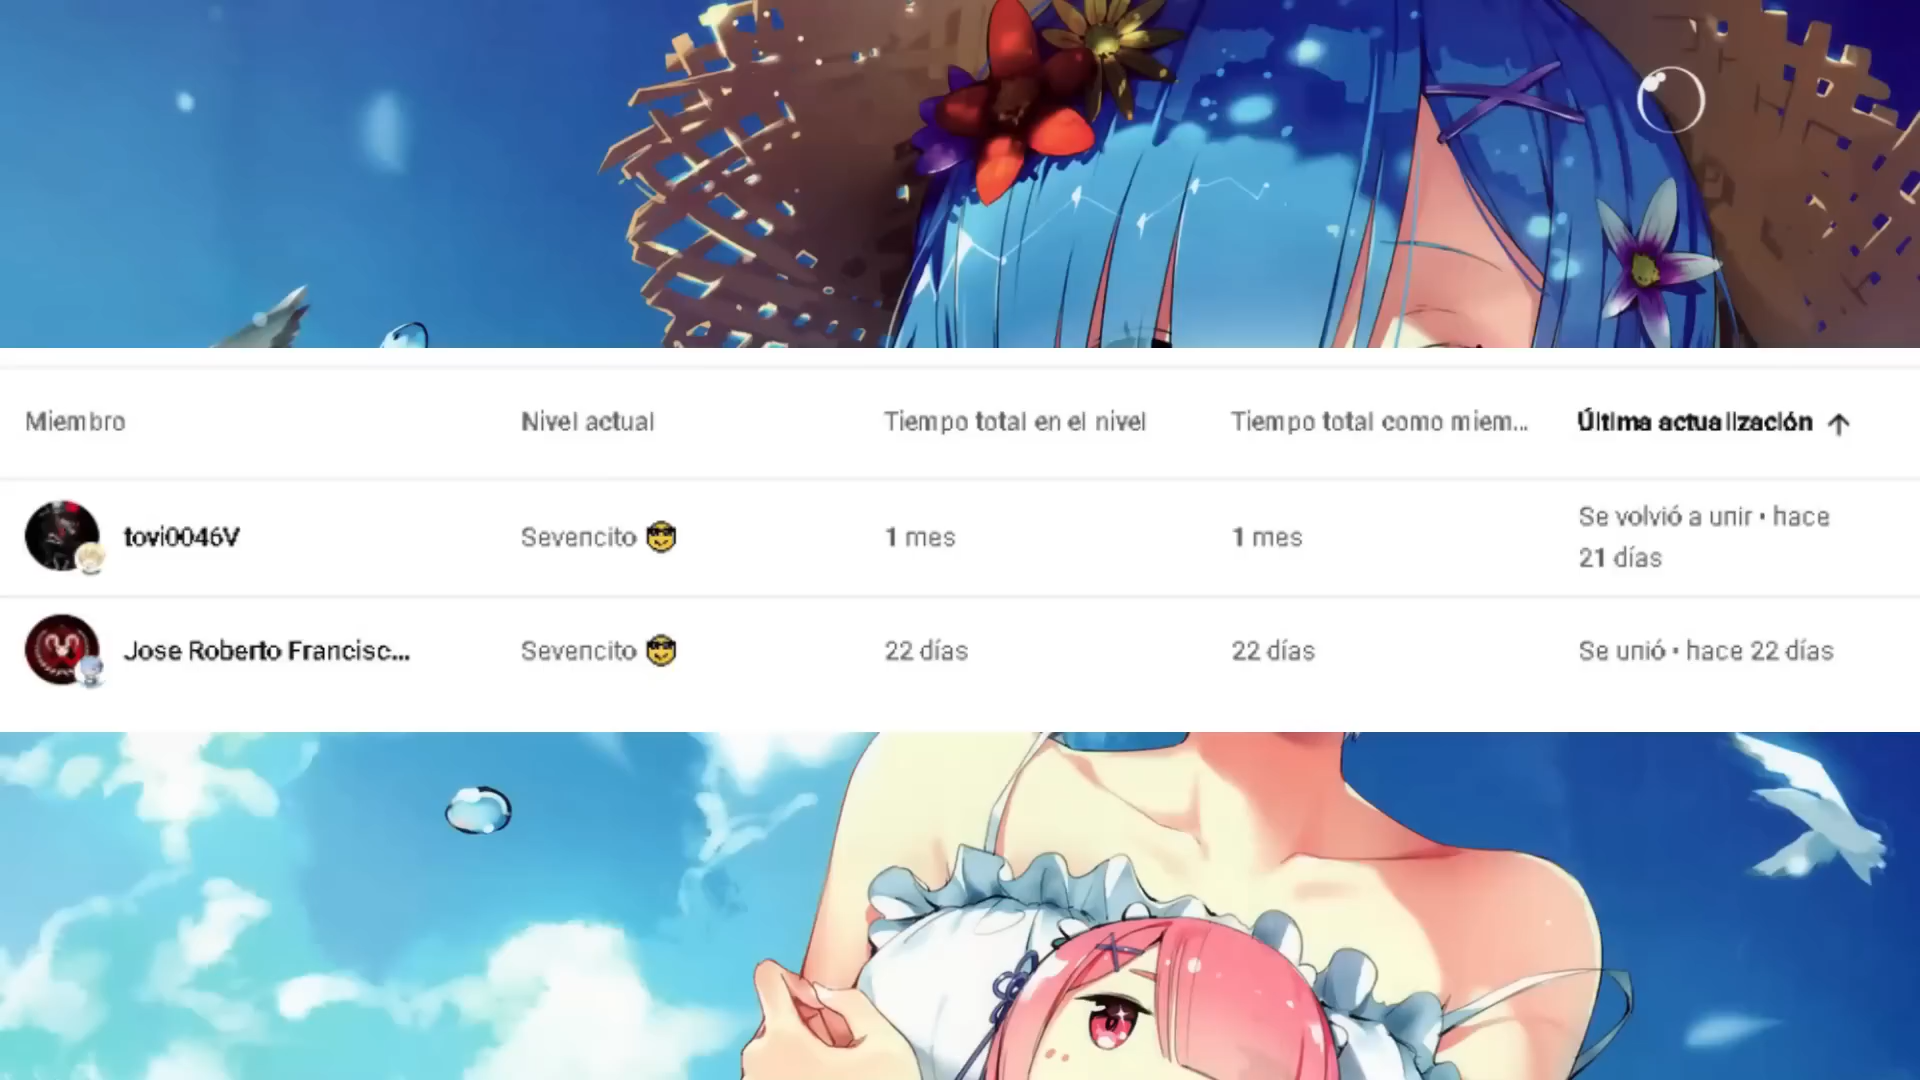 Miembro Nivel actual Tiempo total en el nivel Tiempo total como miem... Última actualización ↑
tovi0046V Sevencito 😎 1 mes 1 mes Se volvió a unir • hace
21 días
Jose Roberto Francisc... Sevencito 😎 22 días 22 días Se unió • hace 22 días